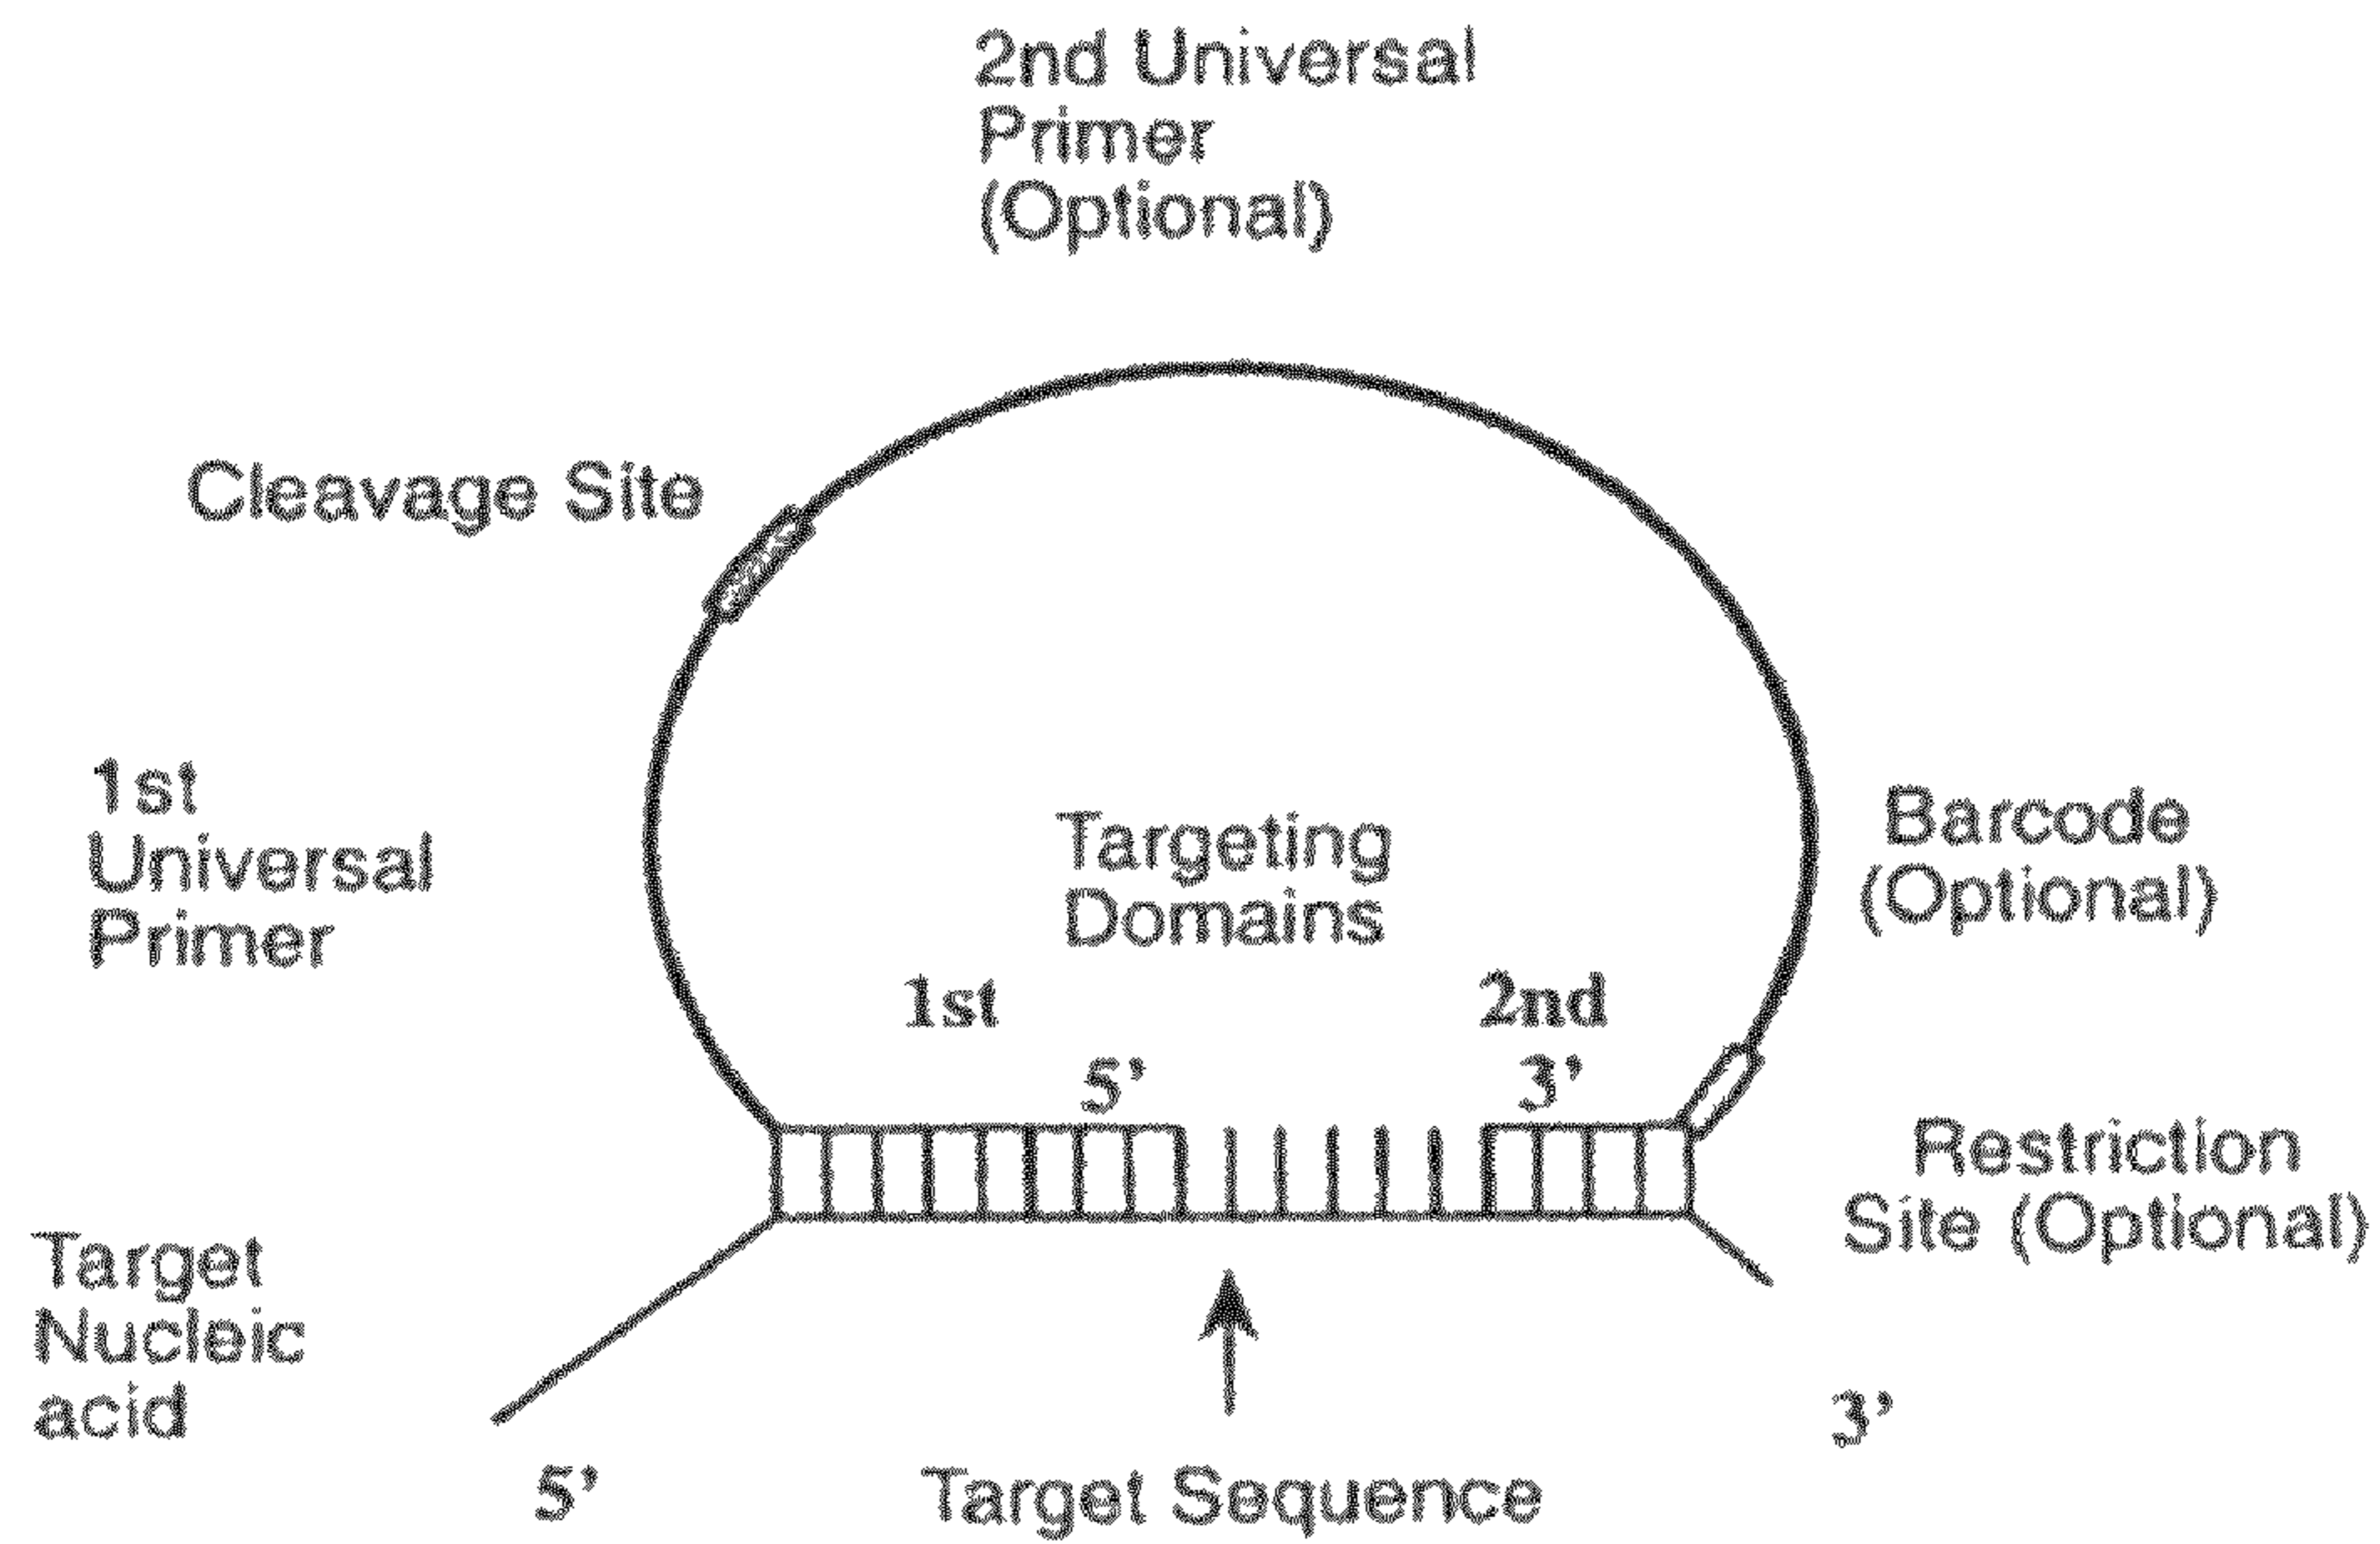 2nd Universal
Primer
(Optional)
Cleavage Site
1st
Universal
Primer
Targeting
Domains
Barcode
(Optional)
1st
2nd
5’
3’
Restriction
Site (Optional)
Target
Nucleic
acid
5’
Target Sequence
3’